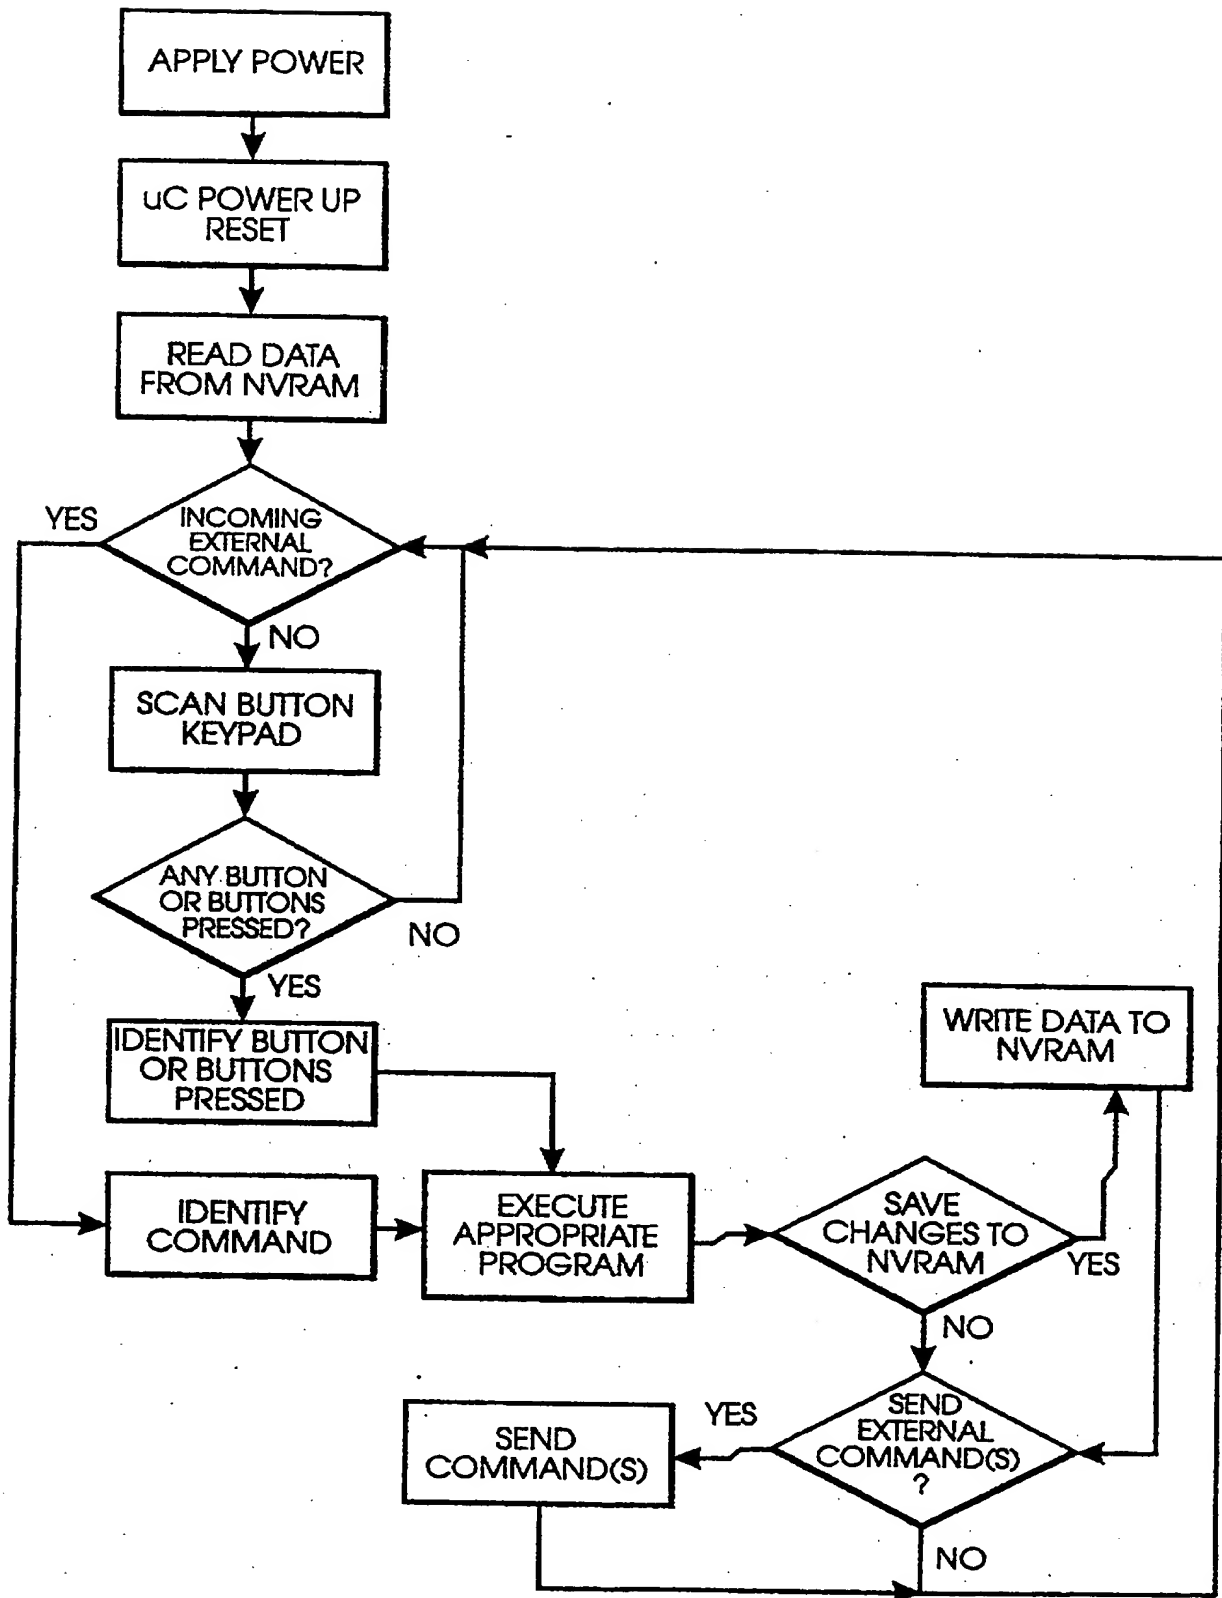 APPLY POWER
uC POWER UP
RESET
READ DATA
FROM NVRAM
YES
INCOMING
EXTERNAL
COMMAND?
NO
SCAN BUTTON
KEYPAD
ANY BUTTON
OR BUTTONS
PRESSED?
NO
YES
IDENTIFY BUTTON
OR BUTTONS
PRESSED
WRITE DATA TO
NVRAM
IDENTIFY
COMMAND
EXECUTE
APPROPRIATE
PROGRAM
SAVE
CHANGES TO
NVRAM
YES
NO
SEND
COMMAND(S)
YES
SEND
EXTERNAL
COMMAND(S)
?
NO